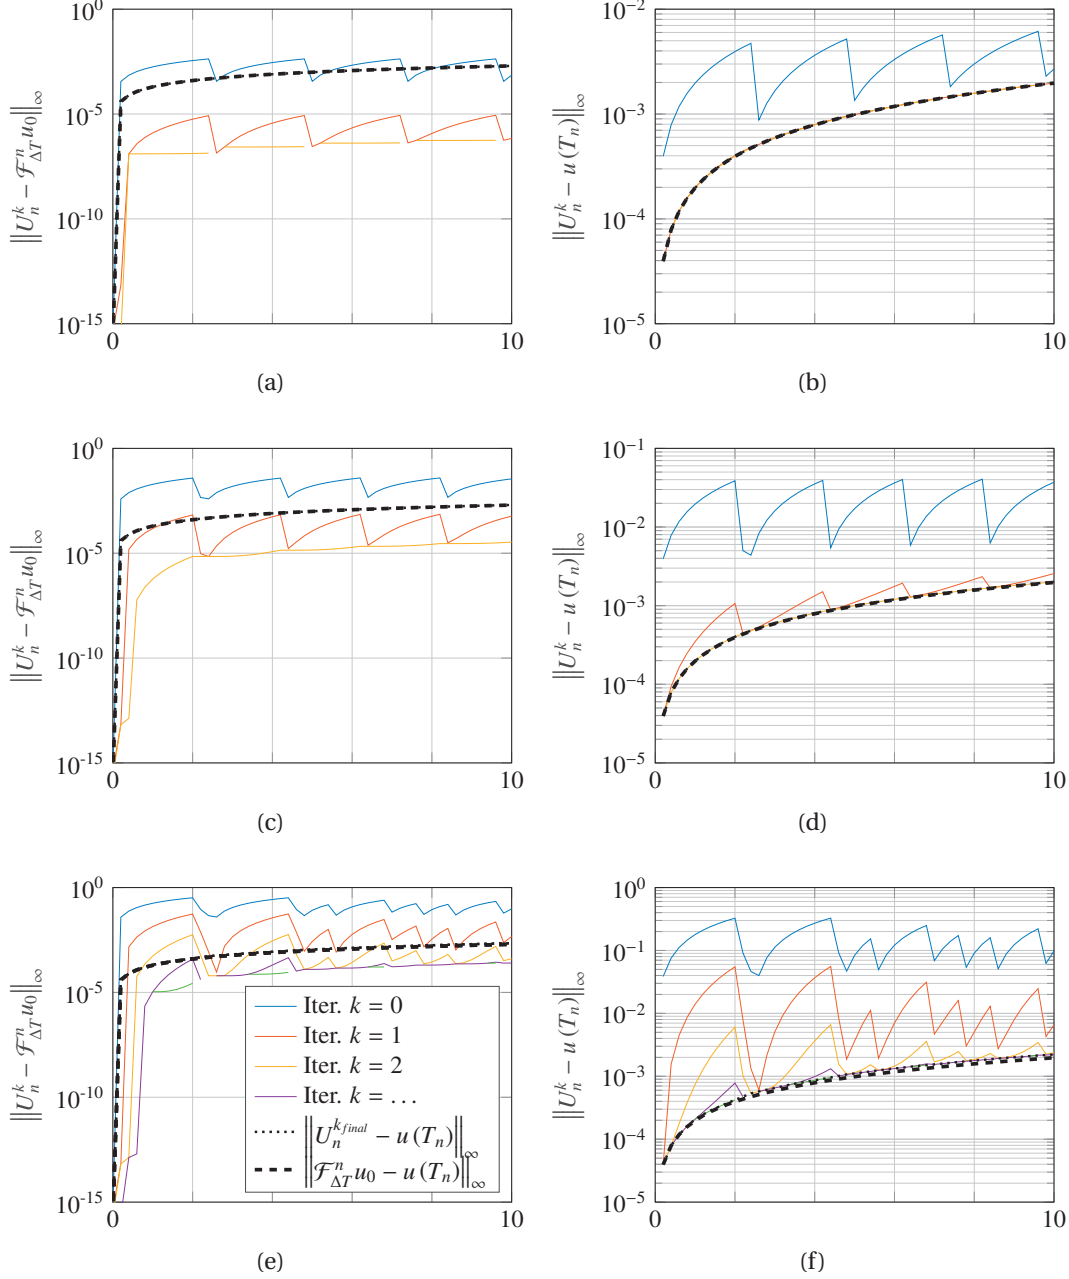 10^0
10^-5
10^-10
10^-15
0
10
‖U_n^k − ℱ_ΔT^n u_0‖_∞
(a)
10^-2
10^-3
10^-4
10^-5
0
10
‖U_n^k − u (T_n)‖_∞
(b)
10^0
10^-5
10^-10
10^-15
0
10
‖U_n^k − ℱ_ΔT^n u_0‖_∞
(c)
10^-1
10^-2
10^-3
10^-4
10^-5
0
10
‖U_n^k − u (T_n)‖_∞
(d)
10^0
10^-5
10^-10
10^-15
0
10
‖U_n^k − ℱ_ΔT^n u_0‖_∞
Iter. k = 0
Iter. k = 1
Iter. k = 2
Iter. k = ...
‖U_n^{k_final} − u (T_n)‖_∞
‖ℱ_ΔT^n u_0 − u (T_n)‖_∞
(e)
10^0
10^-1
10^-2
10^-3
10^-4
10^-5
0
10
‖U_n^k − u (T_n)‖_∞
(f)